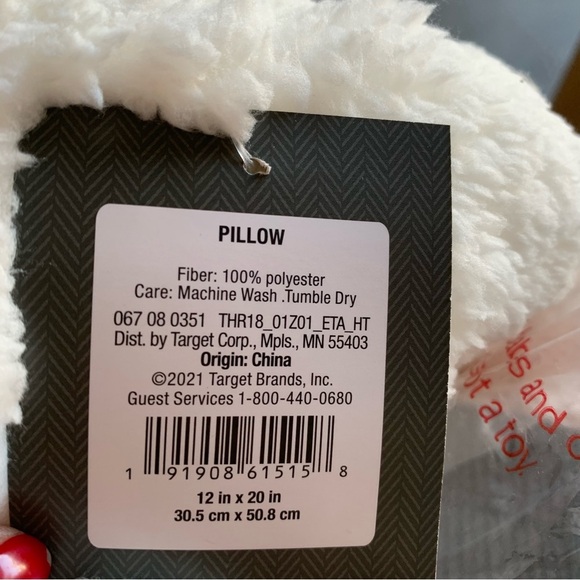 PILLOW
Fiber: 100% polyester
Care: Machine Wash .Tumble Dry
067 08 0351 THR18_01Z01_ETA_HT
Dist. by Target Corp., Mpls., MN 55403
Origin: China
©2021 Target Brands, Inc.
Guest Services 1-800-440-0680
1 91908 61515 8
12 in x 20 in
30.5 cm x 50.8 cm
and
a toy.